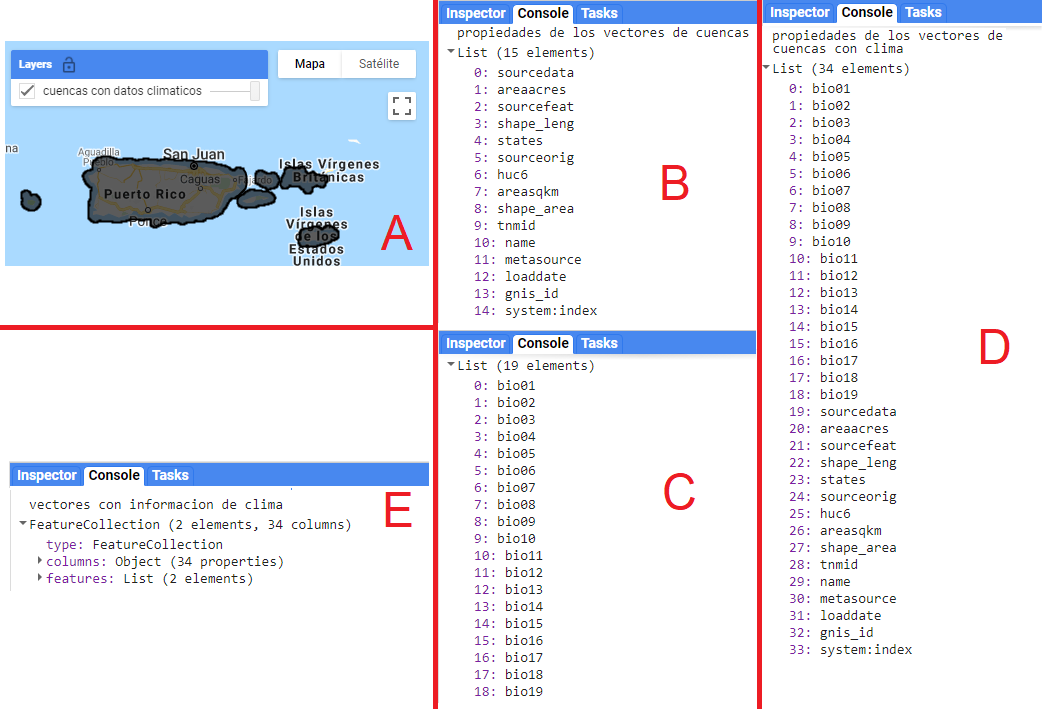 Layers
cuencas con datos climaticos
Mapa
Satélite
na
Aguadilla
Pueblo
San Juan
Caguas
Fajardo
Puerto Rico
Ponce
Islas Vírgenes
Británicas
Islas
Vírgenes
de los
Estados
Unidos
A
Inspector Console Tasks
propiedades de los vectores de cuencas
List (15 elements)
0: sourcedata
1: areaacres
2: sourcefeat
3: shape_leng
4: states
5: sourceorig
6: huc6
7: areasqkm
8: shape_area
9: tnmid
10: name
11: metasource
12: loaddate
13: gnis_id
14: system:index
B
Inspector Console Tasks
List (19 elements)
0: bio01
1: bio02
2: bio03
3: bio04
4: bio05
5: bio06
6: bio07
7: bio08
8: bio09
9: bio10
10: bio11
11: bio12
12: bio13
13: bio14
14: bio15
15: bio16
16: bio17
17: bio18
18: bio19
C
Inspector Console Tasks
propiedades de los vectores de
cuencas con clima
List (34 elements)
0: bio01
1: bio02
2: bio03
3: bio04
4: bio05
5: bio06
6: bio07
7: bio08
8: bio09
9: bio10
10: bio11
11: bio12
12: bio13
13: bio14
14: bio15
15: bio16
16: bio17
17: bio18
18: bio19
19: sourcedata
20: areaacres
21: sourcefeat
22: shape_leng
23: states
24: sourceorig
25: huc6
26: areasqkm
27: shape_area
28: tnmid
29: name
30: metasource
31: loaddate
32: gnis_id
33: system:index
D
Inspector Console Tasks
vectores con informacion de clima
FeatureCollection (2 elements, 34 columns)
type: FeatureCollection
columns: Object (34 properties)
features: List (2 elements)
E